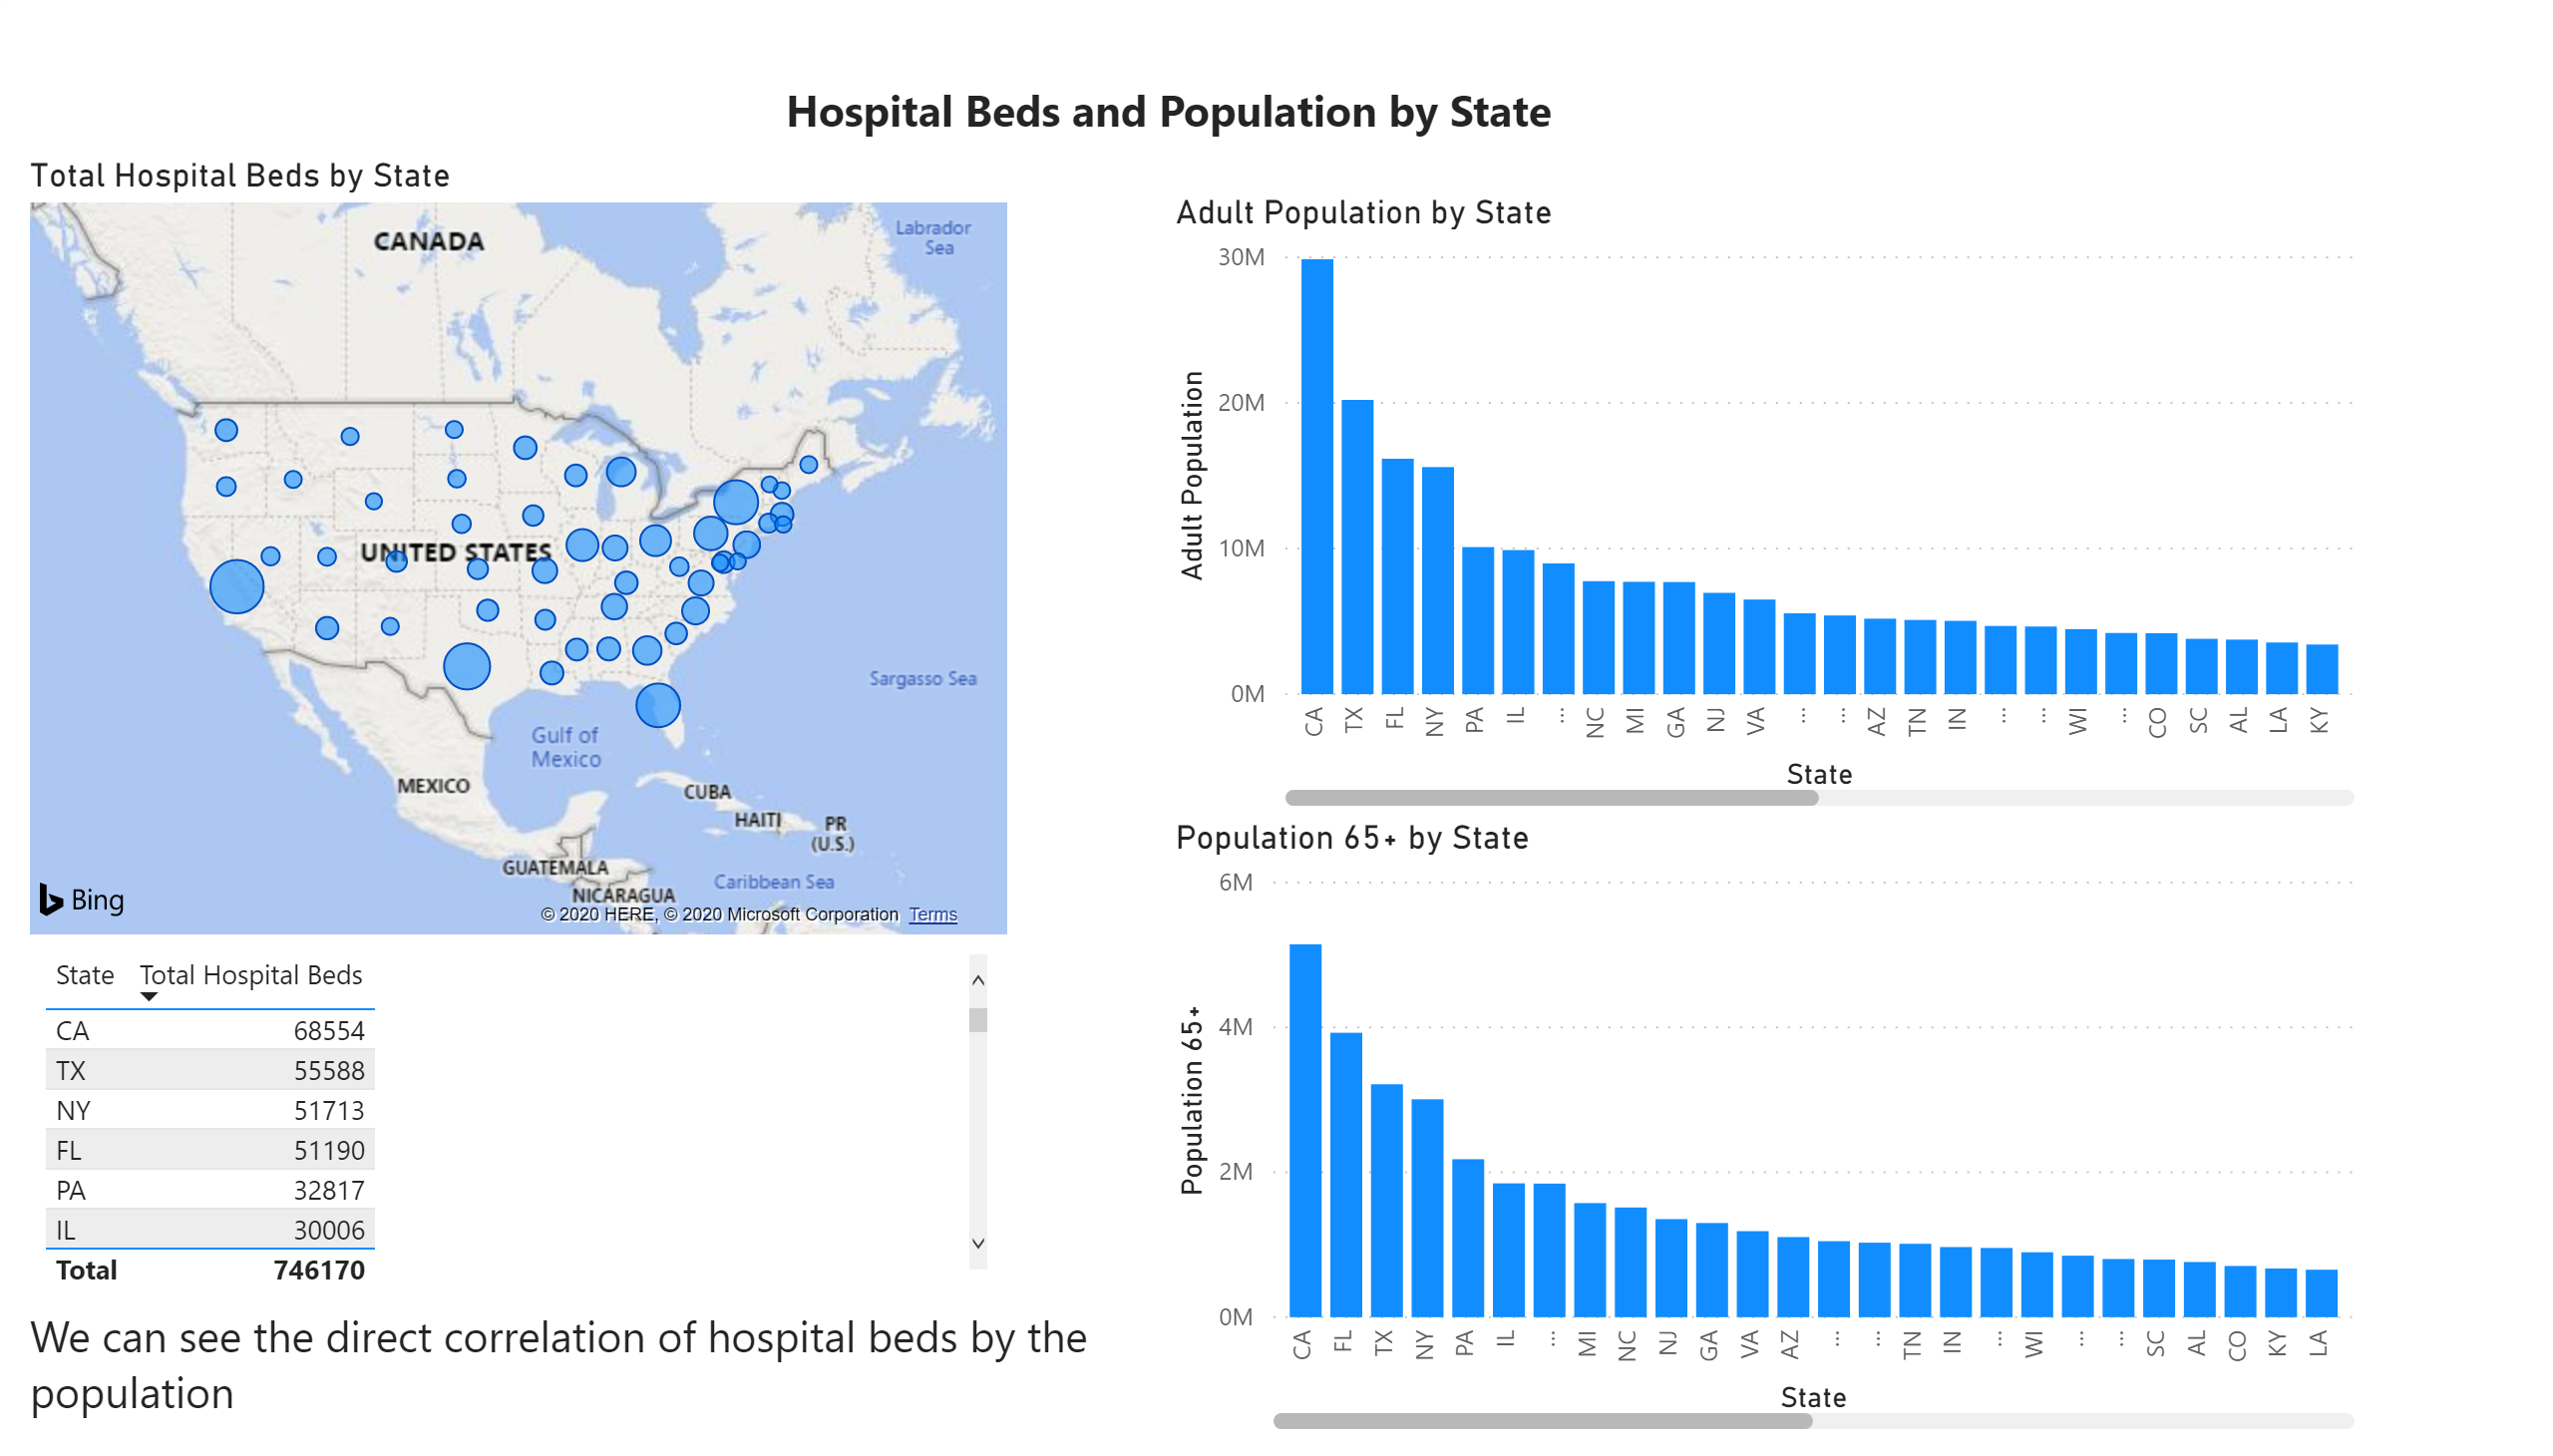 Hospital Beds and Population by State
Total Hospital Beds by State
CANADA
Labrador
Sea
UNITED STATES
Sargasso Sea
Gulf of
Mexico
MEXICO
CUBA
HAITI
PR
(U.S.)
GUATEMALA
NICARAGUA
Caribbean Sea
Bing
© 2020 HERE, © 2020 Microsoft Corporation Terms
State Total Hospital Beds
CA 68554
TX 55588
NY 51713
FL 51190
PA 32817
IL 30006
Total 746170
We can see the direct correlation of hospital beds by the
population
Adult Population by State
Adult Population
30M
20M
10M
0M
CA TX FL NY PA IL ... NC MI GA NJ VA ... ... AZ TN IN ... ... WI ... CO SC AL LA KY
State
Population 65+ by State
Population 65+
6M
4M
2M
0M
CA FL TX NY PA IL ... MI NC NJ GA VA AZ ... ... TN IN ... WI ... ... SC AL CO KY LA
State